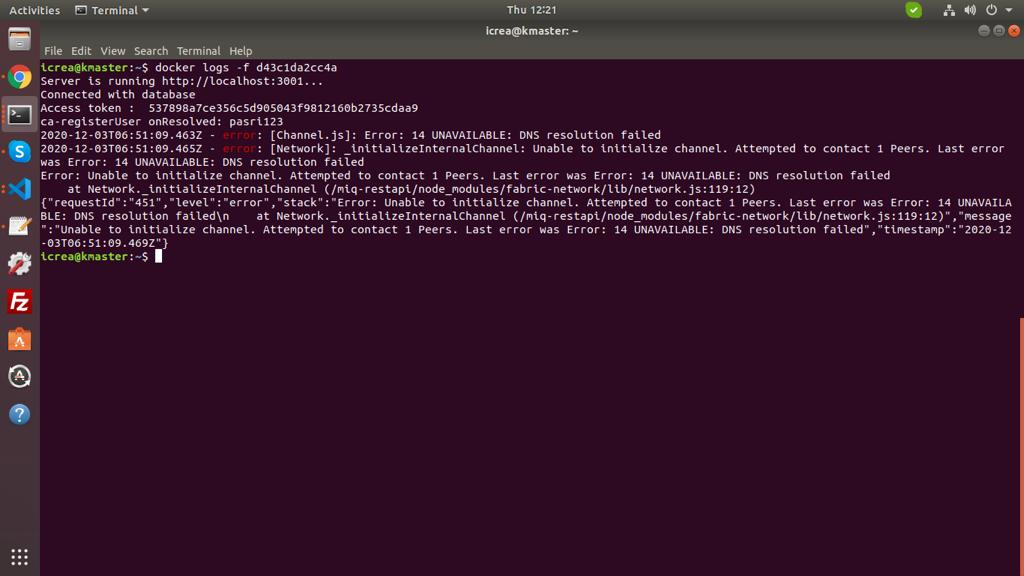 Activities Terminal Thu 12:21
icrea@kmaster: ~
File Edit View Search Terminal Help
icrea@kmaster:~$ docker logs -f d43c1da2cc4a
Server is running http://localhost:3001...
Connected with database
Access token :  537898a7ce356c5d905043f9812160b2735cdaa9
ca-registerUser onResolved: pasri123
2020-12-03T06:51:09.463Z - error: [Channel.js]: Error: 14 UNAVAILABLE: DNS resolution failed
2020-12-03T06:51:09.465Z - error: [Network]: _initializeInternalChannel: Unable to initialize channel. Attempted to contact 1 Peers. Last error
was Error: 14 UNAVAILABLE: DNS resolution failed
Error: Unable to initialize channel. Attempted to contact 1 Peers. Last error was Error: 14 UNAVAILABLE: DNS resolution failed
    at Network._initializeInternalChannel (/miq-restapi/node_modules/fabric-network/lib/network.js:119:12)
{"requestId":"451","level":"error","stack":"Error: Unable to initialize channel. Attempted to contact 1 Peers. Last error was Error: 14 UNAVAILA
BLE: DNS resolution failed\n    at Network._initializeInternalChannel (/miq-restapi/node_modules/fabric-network/lib/network.js:119:12)","message
":"Unable to initialize channel. Attempted to contact 1 Peers. Last error was Error: 14 UNAVAILABLE: DNS resolution failed","timestamp":"2020-12
-03T06:51:09.469Z"}
icrea@kmaster:~$